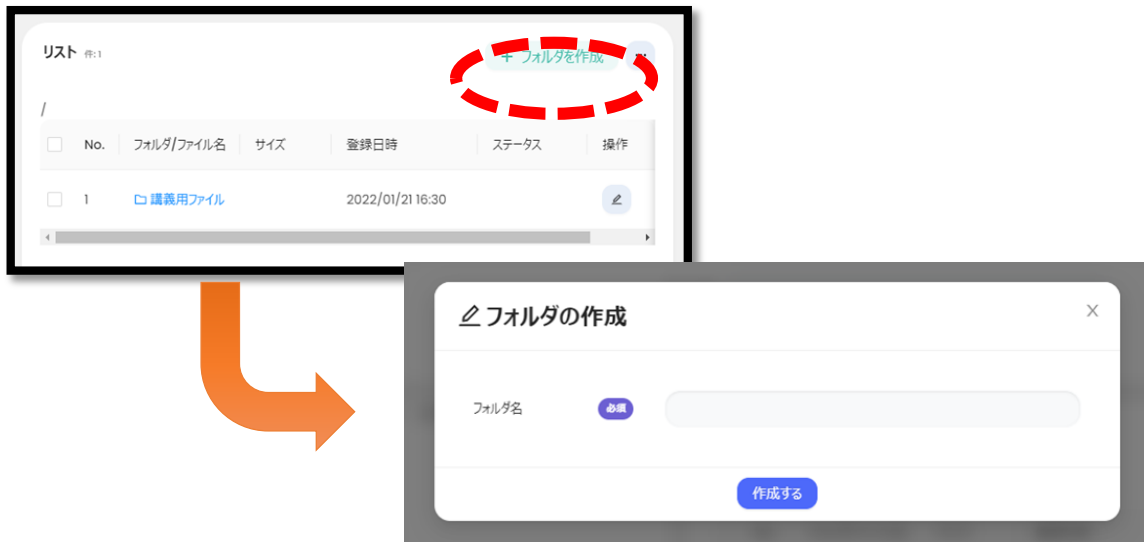 リスト 件:1
+ フォルダを作成
/
No. フォルダ/ファイル名 サイズ 登録日時 ステータス 操作
1 講義用ファイル 2022/01/21 16:30
フォルダの作成
フォルダ名 必須
作成する